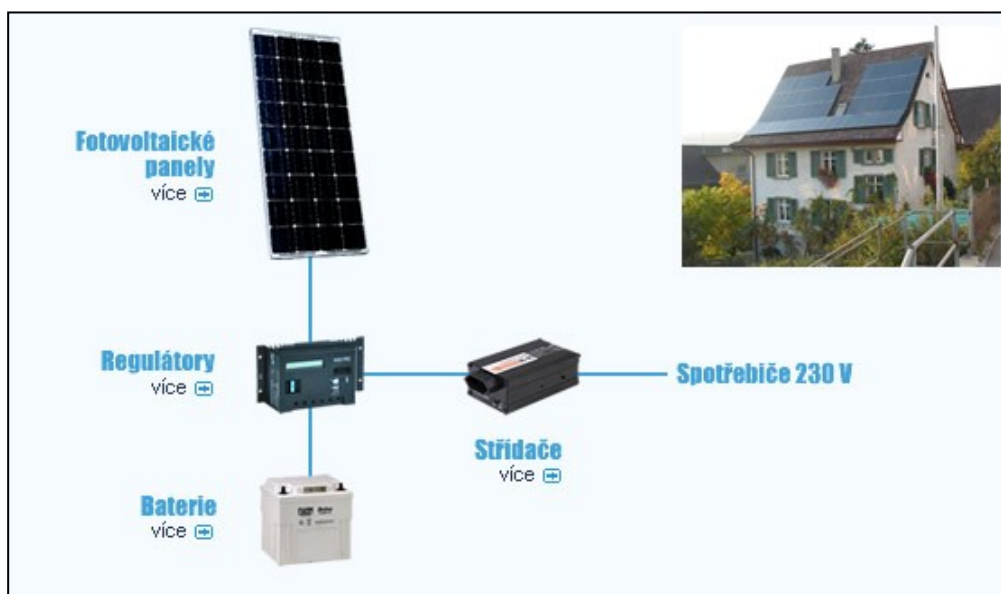 Fotovoltaické
panely
více
Regulátory
více
Spotřebiče 230 V
Střídače
více
Baterie
více